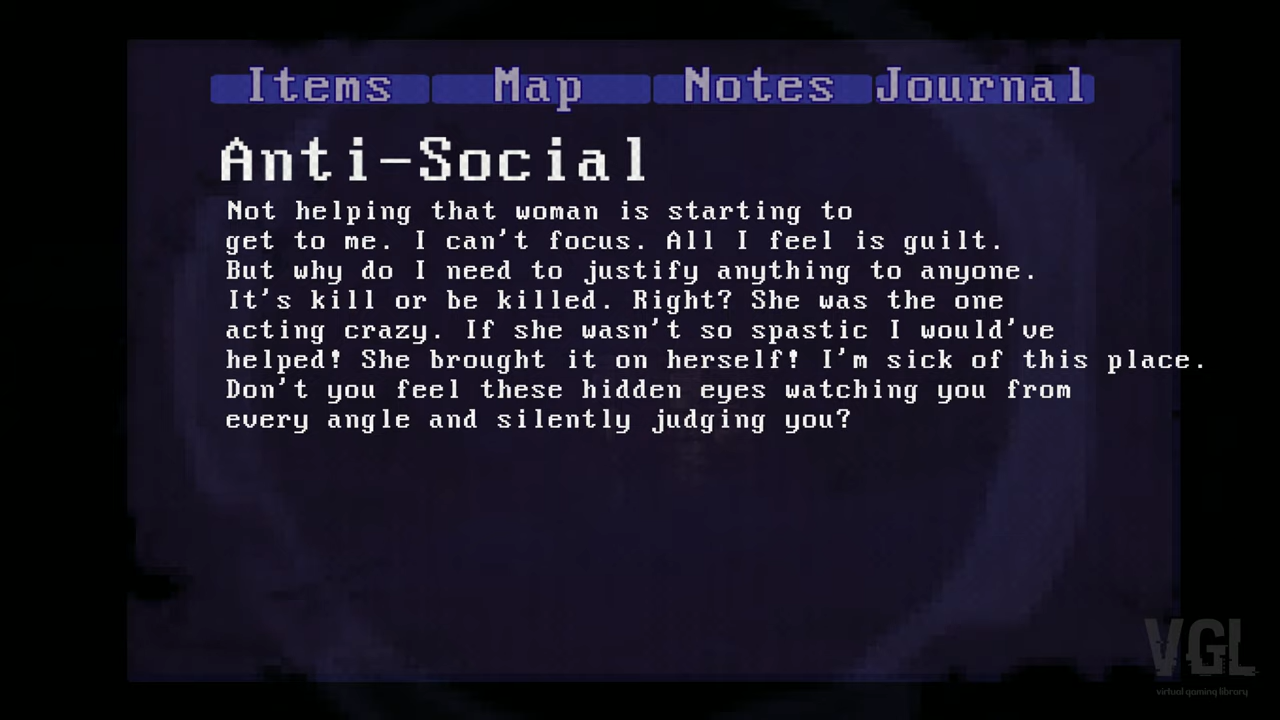 Items Map Notes Journal
Anti-Social
Not helping that woman is starting to
get to me. I can't focus. All I feel is guilt.
But why do I need to justify anything to anyone.
It's kill or be killed. Right? She was the one
acting crazy. If she wasn't so spastic I would've
helped! She brought it on herself! I'm sick of this place.
Don't you feel these hidden eyes watching you from
every angle and silently judging you?
VGL
virtual gaming library